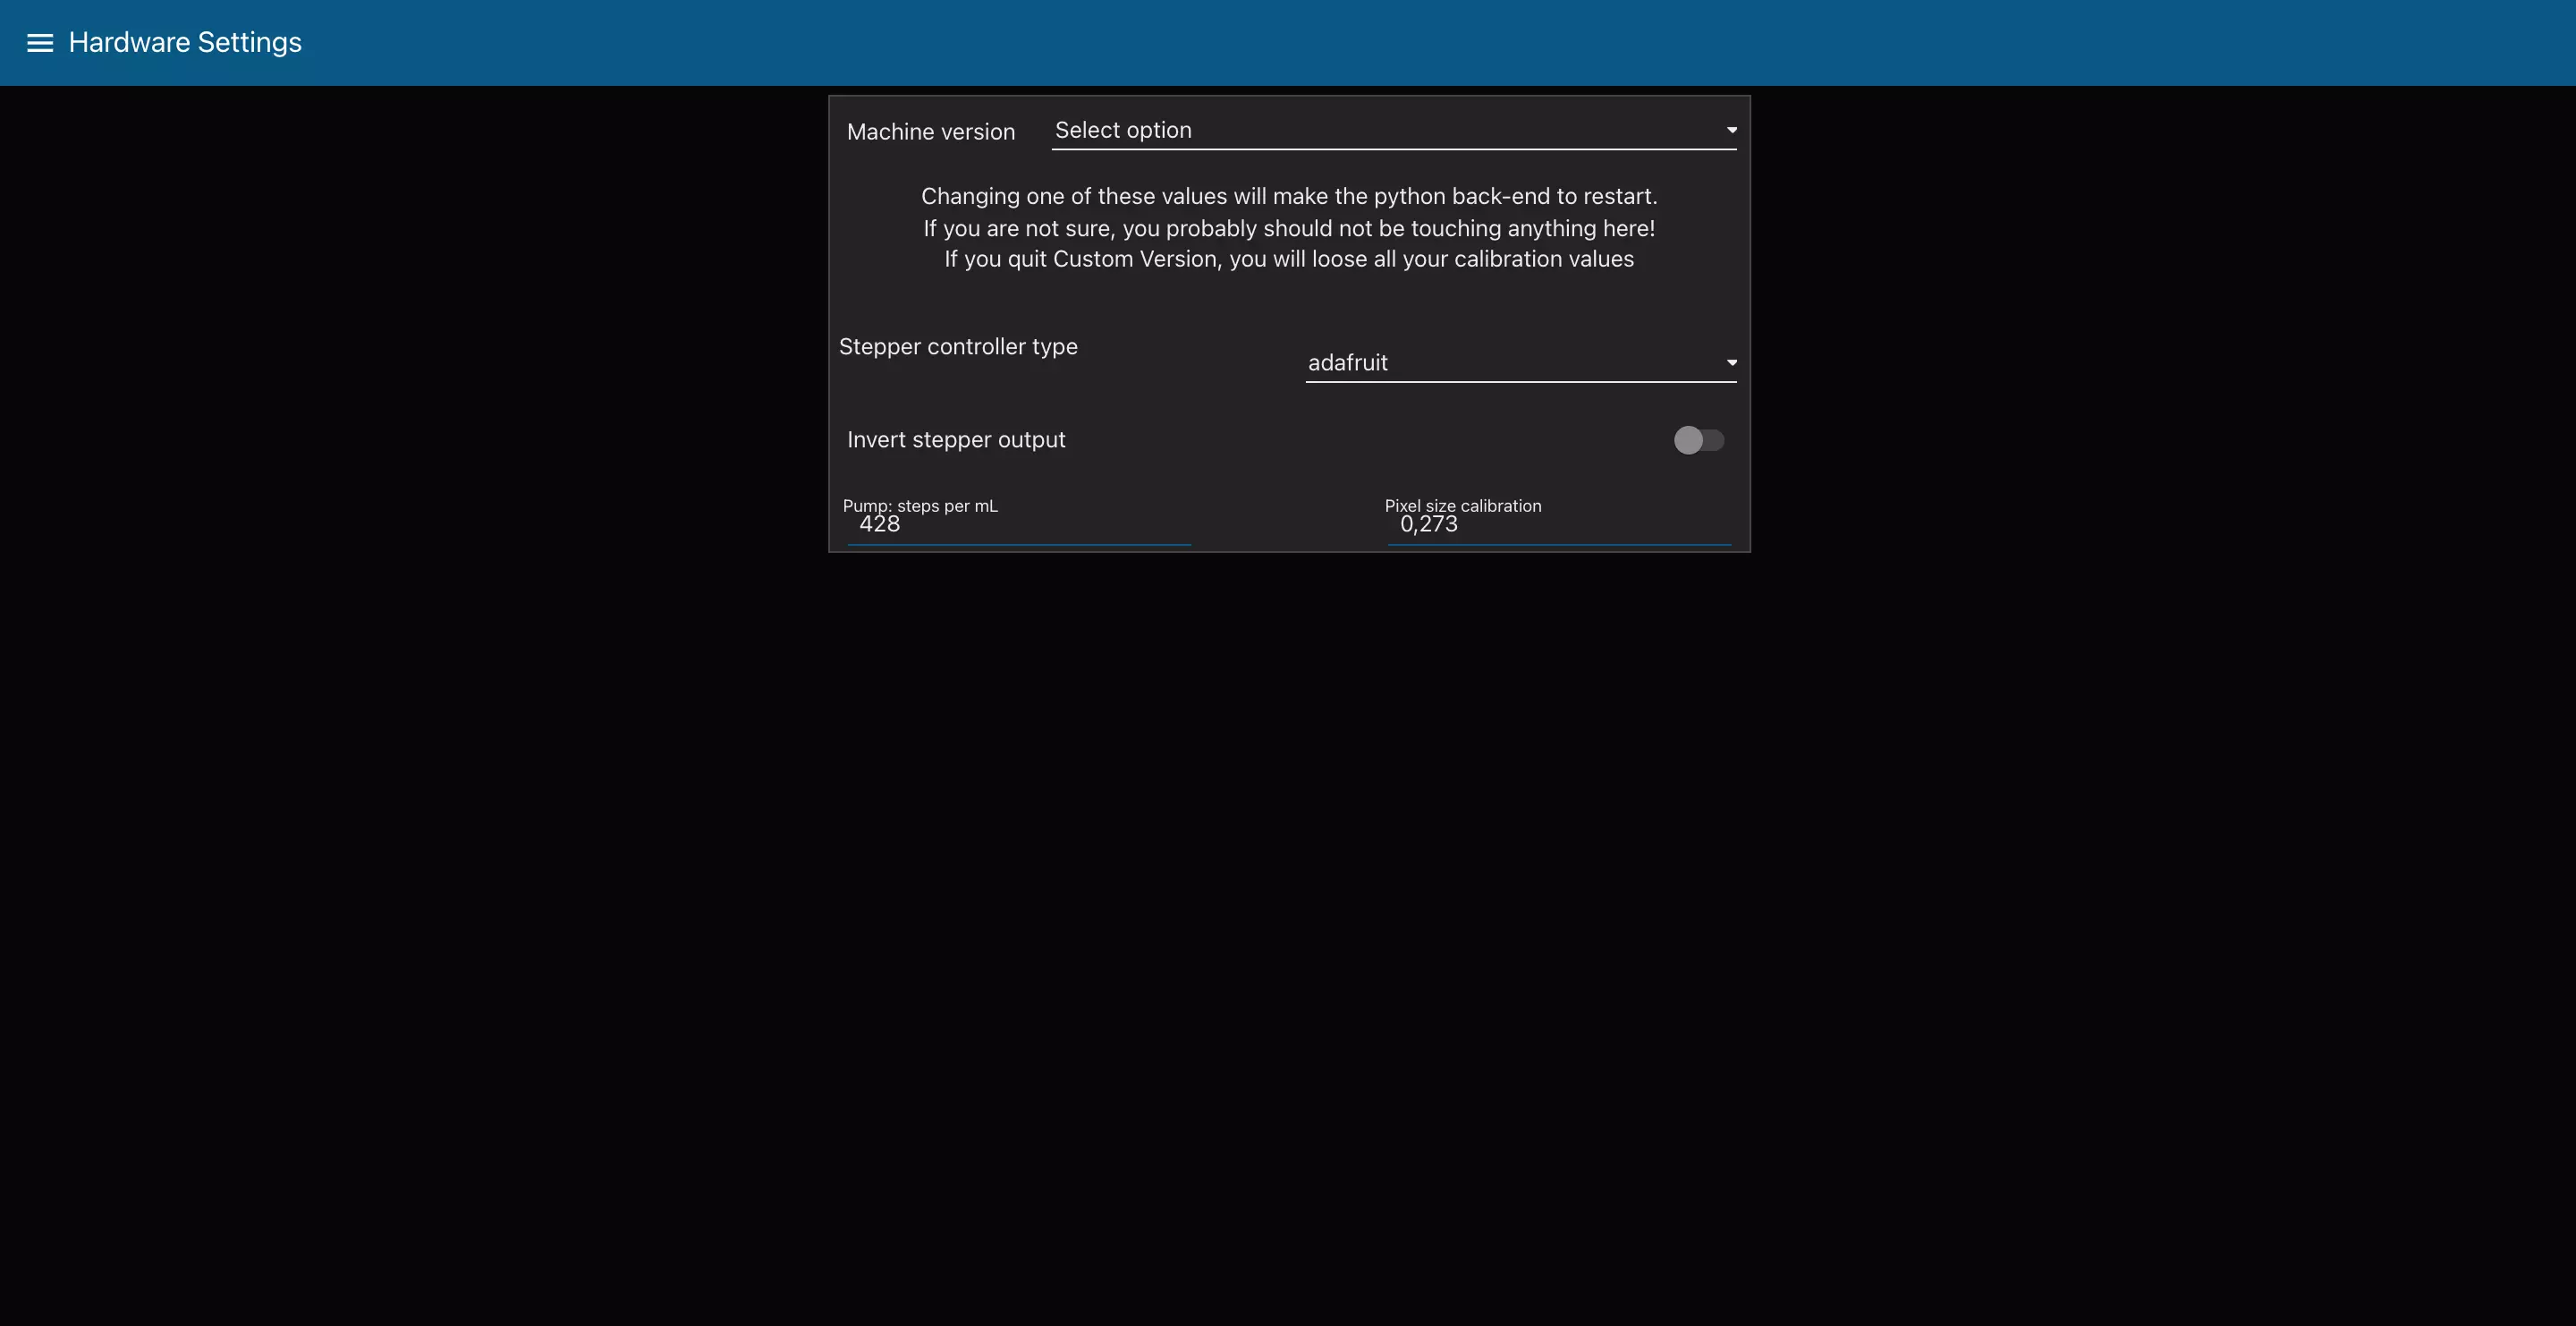 Hardware Settings
Machine version
Select option
Changing one of these values will make the python back-end to restart.
If you are not sure, you probably should not be touching anything here!
If you quit Custom Version, you will loose all your calibration values
Stepper controller type
adafruit
Invert stepper output
Pump: steps per mL
428
Pixel size calibration
0,273